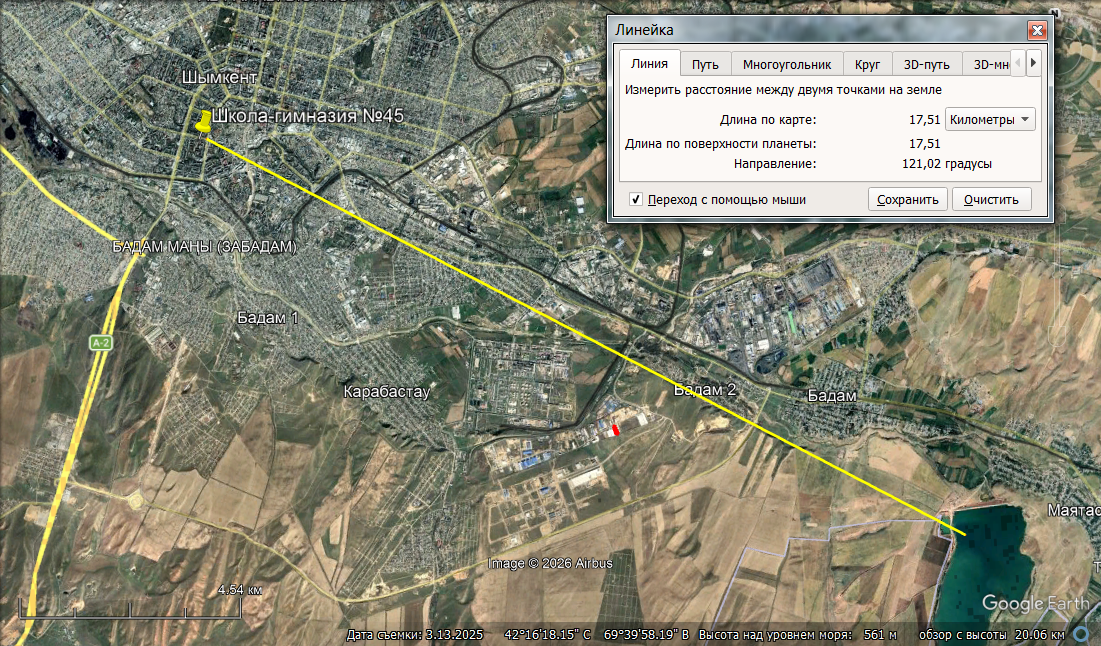 Линейка
Линия
Путь
Многоугольник
Круг
3D-путь
3D-мн
Измерить расстояние между двумя точками на земле
Длина по карте: 17,51 Километры
Длина по поверхности планеты: 17,51
Направление: 121,02 градусы
Переход с помощью мыши
Сохранить
Очистить
N
Шымкент
Школа-гимназия №45
БАДАМ МАҢЫ (ЗАБАДАМ)
Бадам 1
A-2
Карабастау
Бадам 2
Бадам
Маятас
Image © 2026 Airbus
4.54 км
Google Earth
Дата съемки: 3.13.2025 42°16'18.15" С 69°39'58.19" В Высота над уровнем моря: 561 м обзор с высоты 20.06 км